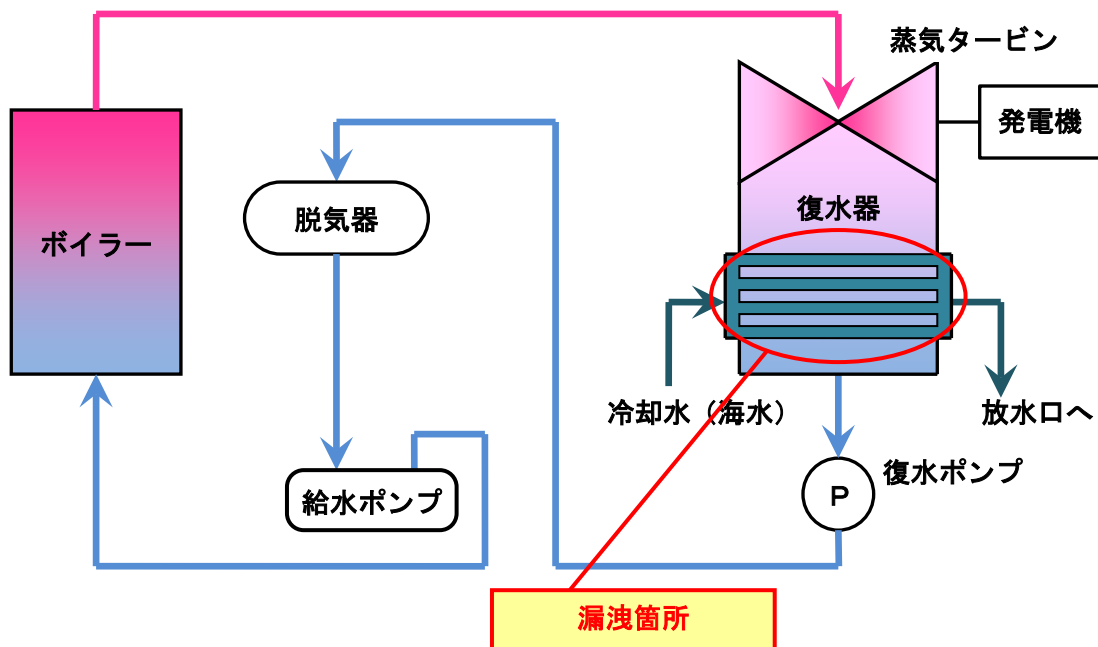 蒸気タービン
発電機
脱気器
復水器
ボイラー
冷却水（海水）
放水口へ
復水ポンプ
給水ポンプ
P
漏洩箇所